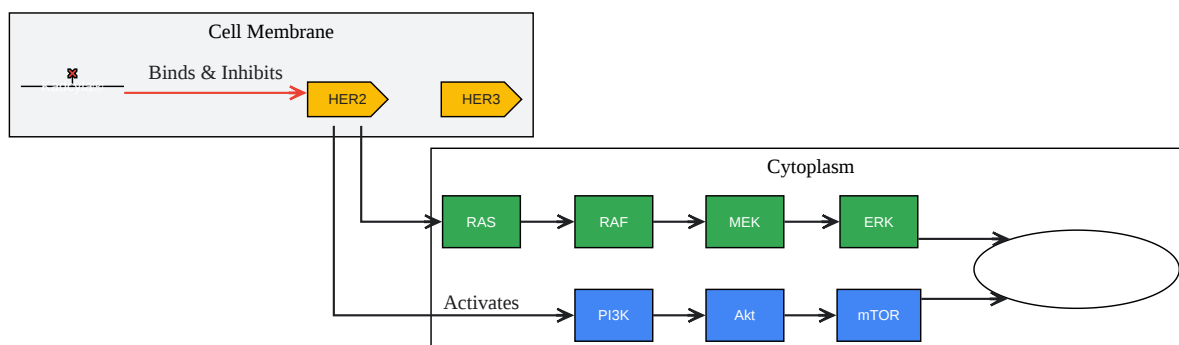 Cell Membrane
Binds & Inhibits
HER2
HER3
Cytoplasm
RAS
RAF
MEK
ERK
Activates
PI3K
Akt
mTOR